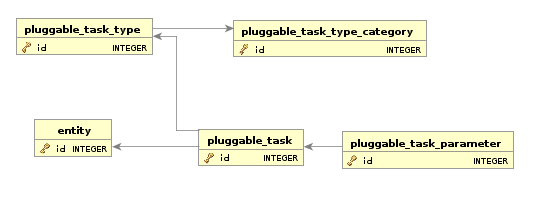 pluggable_task_type
id INTEGER
pluggable_task_type_category
id INTEGER
entity
id INTEGER
pluggable_task
id INTEGER
pluggable_task_parameter
id INTEGER